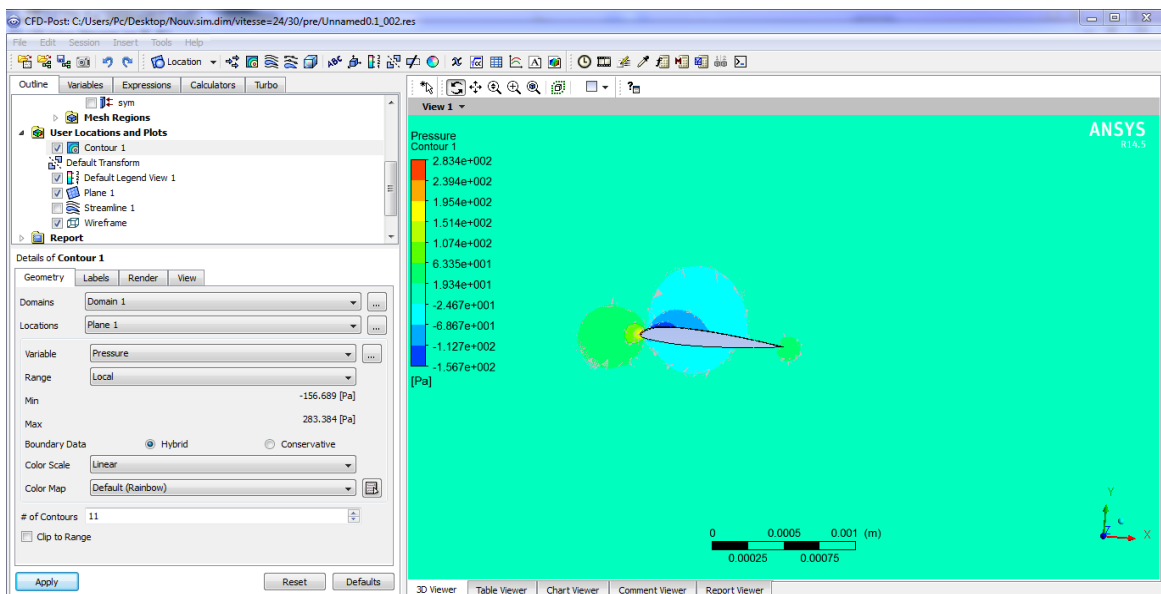 CFD-Post: C:/Users/Pc/Desktop/Nouv.sim.dim/vitesse=24/30/pre/Unnamed0.1_002.res
File Edit Session Insert Tools Help
Location
Outline Variables Expressions Calculators Turbo
sym
Mesh Regions
User Locations and Plots
Contour 1
Default Transform
Default Legend View 1
Plane 1
Streamline 1
Wireframe
Report
Details of Contour 1
Geometry Labels Render View
Domains Domain 1 ...
Locations Plane 1 ...
Variable Pressure ...
Range Local
Min -156.689 [Pa]
Max 283.384 [Pa]
Boundary Data Hybrid Conservative
Color Scale Linear
Color Map Default (Rainbow)
# of Contours 11
Clip to Range
Apply Reset Defaults
View 1
Pressure
Contour 1
2.834e+002
2.394e+002
1.954e+002
1.514e+002
1.074e+002
6.335e+001
1.934e+001
-2.467e+001
-6.867e+001
-1.127e+002
-1.567e+002
[Pa]
ANSYS
R14.5
0 0.0005 0.001 (m)
0.00025 0.00075
Y
Z X
3D Viewer Table Viewer Chart Viewer Comment Viewer Report Viewer